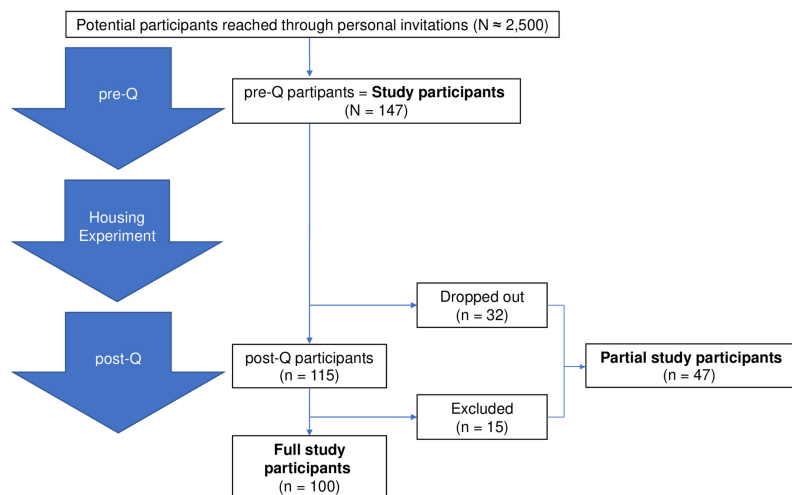 Potential participants reached through personal invitations (N ≈ 2,500)
pre-Q
pre-Q partipants = Study participants
(N = 147)
Housing
Experiment
Dropped out
(n = 32)
post-Q
post-Q participants
(n = 115)
Partial study participants
(n = 47)
Excluded
(n = 15)
Full study
participants
(n = 100)